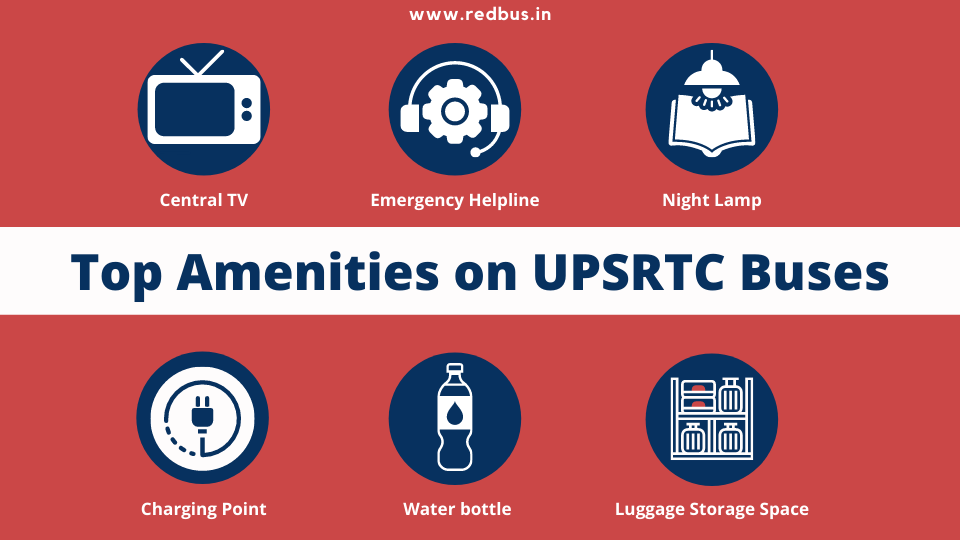 www.redbus.in
Central TV
Emergency Helpline
Night Lamp
Top Amenities on UPSRTC Buses
Charging Point
Water bottle
Luggage Storage Space